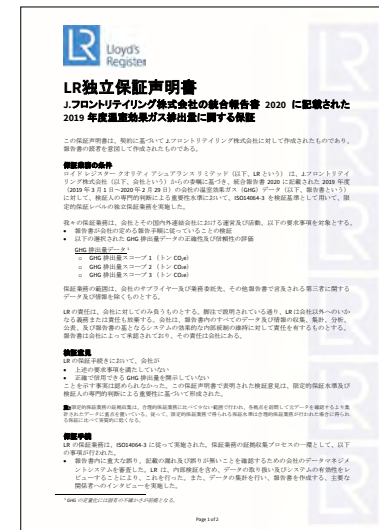 Lloyd's
Register
LR独立保証声明書
J.フロントリテイリング株式会社の統合報告書 2020 に記載された
2019 年度温室効果ガス排出量に関する保証
この保証声明書は、契約に基づいてJ.フロントリテイリング株式会社に対して作成されたものであり、
報告書の読者を意図して作成されたものである。
保証業務の条件
ロイド レジスター クオリティ アシュアランス リミテッド（以下、LR という）は、J.フロントリテイ
リング株式会社（以下、会社という）からの委嘱に基づき、統合報告書 2020 に記載された 2019 年度
（2019 年 3 月 1 日～2020 年 2 月 29 日）の会社の温室効果ガス（GHG）データ（以下、報告書という）
に対して、検証人の専門的判断による重要性水準において、ISO14064-3 を検証基準として用いて、限
定的保証レベルの独立保証業務を実施した。
我々の保証業務は、会社とその国内外連結会社における運営及び活動、以下の要求事項を対象とする。
• 報告書が会社の定める報告手順に従っていることの検証
• 以下の選択された GHG 排出量データの正確性及び信頼性の評価
GHG 排出量データ¹
○ GHG 排出量スコープ 1（トン CO₂e）
○ GHG 排出量スコープ 2（トン CO₂e）
○ GHG 排出量スコープ 3（トン CO₂e）
保証業務の範囲は、会社のサプライヤー及び業務委託先、その他報告書で言及される第三者に関する
データ及び情報を除くものとする。
LR の責任は、会社に対してのみ負うものとする。脚注で説明されている通り、LR は会社以外へのいか
なる義務または責任も放棄する。会社は、報告書内のすべてのデータ及び情報の収集、集計、分析、
公表、及び報告書の基となるシステムの効果的な内部統制の維持に対して責任を有するものとする。
報告書は会社によって承認されており、その責任は会社にある。
検証意見
LR の保証手続きにおいて、会社が
• 上述の要求事項を満たしていない
• 正確で信用できる GHG 排出量を開示していない
ことを示す事実は認められなかった。この保証声明書で表明された検証意見は、限定的保証水準及び
検証人の専門的判断による重要性に基づいて形成された。
保証手続
LR の保証業務は、ISO14064-3 に従って実施された。保証業務の証拠収集プロセスの一環として、以下
の事項が行われた。
• 報告書内に重大な誤り、記載の漏れ及び誤りが無いことを確認するための会社のデータマネジメ
ントシステムを審査した。LR は、内部検証を含め、データの取り扱い及びシステムの有効性をレ
ビューすることにより、これを行った。また、データの集計を行い、報告書を作成する、主要な
関係者へのインタビューを実施した。
Page 1 of 2